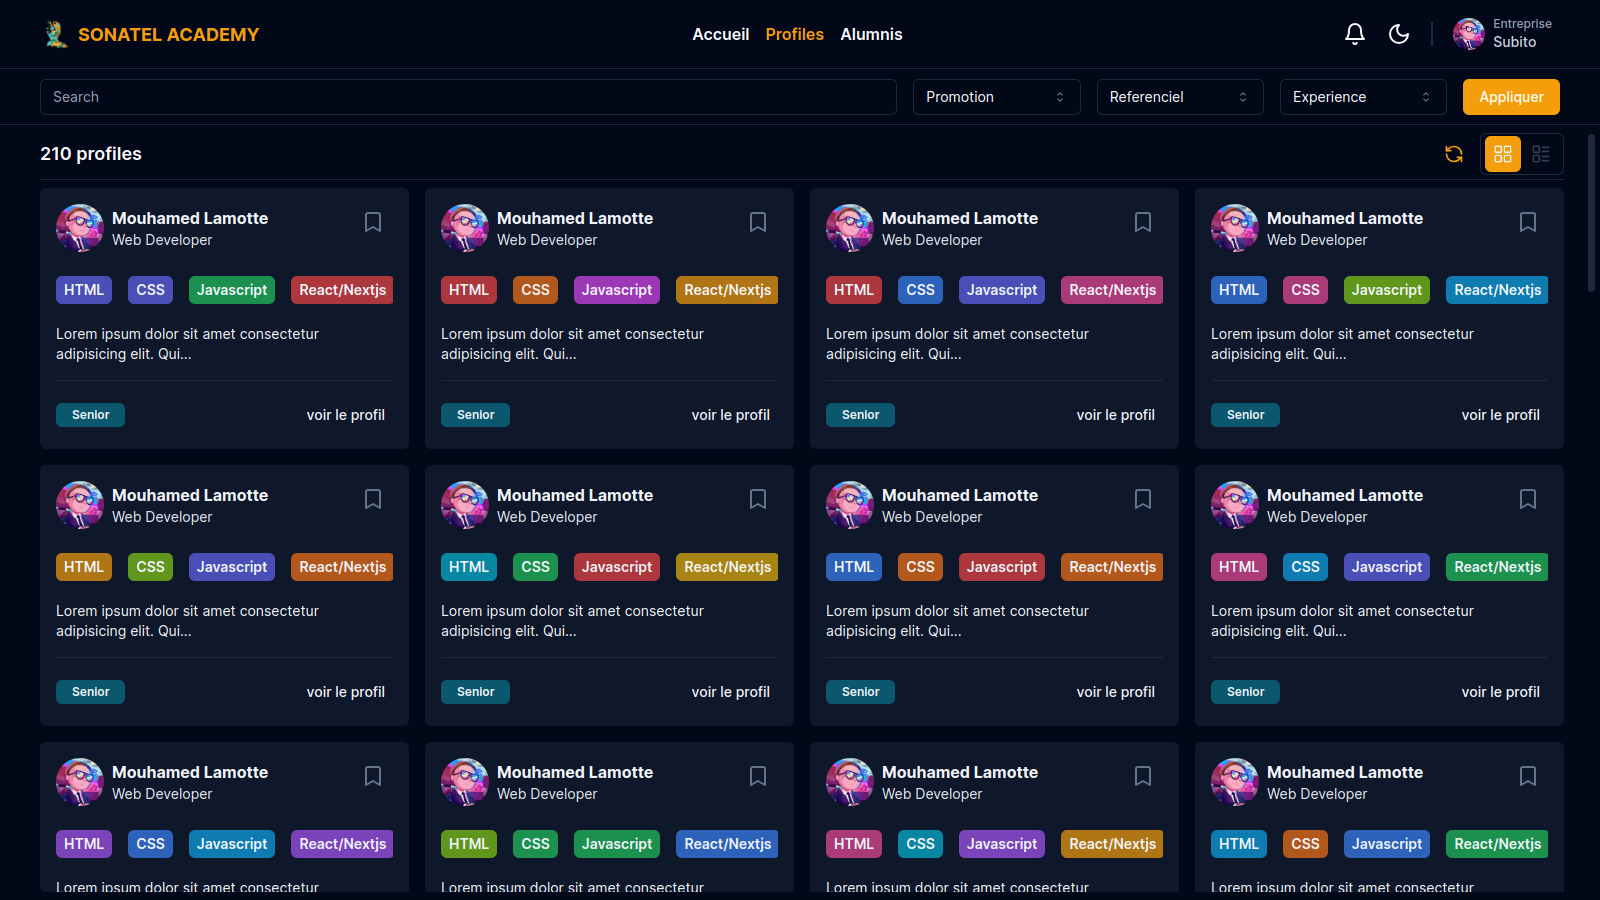 SONATEL ACADEMY
Accueil Profiles Alumnis
Entreprise
Subito
Search
Promotion
Referenciel
Experience
Appliquer
210 profiles
Mouhamed Lamotte
Web Developer
HTML CSS Javascript React/Nextjs
Lorem ipsum dolor sit amet consectetur
adipisicing elit. Qui...
Senior voir le profil
Mouhamed Lamotte
Web Developer
HTML CSS Javascript React/Nextjs
Lorem ipsum dolor sit amet consectetur
adipisicing elit. Qui...
Senior voir le profil
Mouhamed Lamotte
Web Developer
HTML CSS Javascript React/Nextjs
Lorem ipsum dolor sit amet consectetur
adipisicing elit. Qui...
Senior voir le profil
Mouhamed Lamotte
Web Developer
HTML CSS Javascript React/Nextjs
Lorem ipsum dolor sit amet consectetur
adipisicing elit. Qui...
Senior voir le profil
Mouhamed Lamotte
Web Developer
HTML CSS Javascript React/Nextjs
Lorem ipsum dolor sit amet consectetur
adipisicing elit. Qui...
Senior voir le profil
Mouhamed Lamotte
Web Developer
HTML CSS Javascript React/Nextjs
Lorem ipsum dolor sit amet consectetur
adipisicing elit. Qui...
Senior voir le profil
Mouhamed Lamotte
Web Developer
HTML CSS Javascript React/Nextjs
Lorem ipsum dolor sit amet consectetur
adipisicing elit. Qui...
Senior voir le profil
Mouhamed Lamotte
Web Developer
HTML CSS Javascript React/Nextjs
Lorem ipsum dolor sit amet consectetur
adipisicing elit. Qui...
Senior voir le profil
Mouhamed Lamotte
Web Developer
HTML CSS Javascript React/Nextjs
Lorem ipsum dolor sit amet consectetur
Mouhamed Lamotte
Web Developer
HTML CSS Javascript React/Nextjs
Lorem ipsum dolor sit amet consectetur
Mouhamed Lamotte
Web Developer
HTML CSS Javascript React/Nextjs
Lorem ipsum dolor sit amet consectetur
Mouhamed Lamotte
Web Developer
HTML CSS Javascript React/Nextjs
Lorem ipsum dolor sit amet consectetur